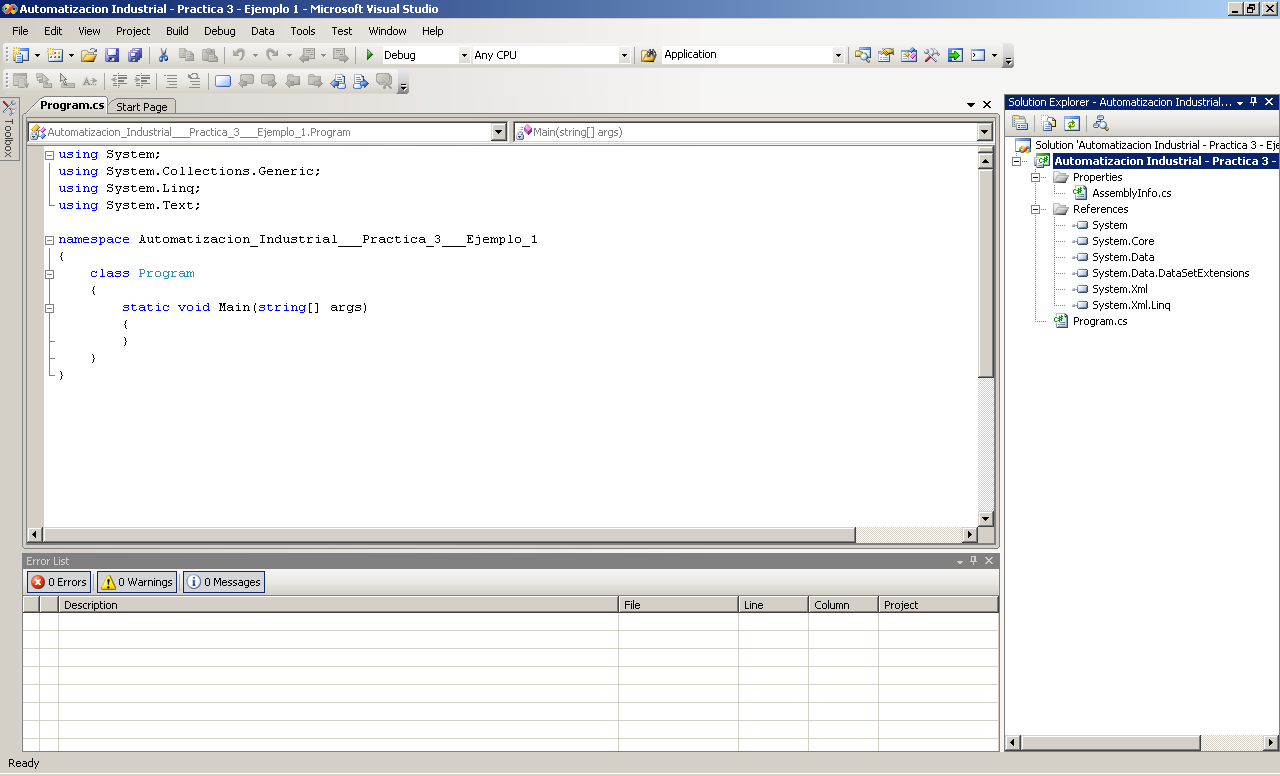 Automatizacion Industrial - Practica 3 - Ejemplo 1 - Microsoft Visual Studio
File Edit View Project Build Debug Data Tools Test Window Help
Debug Any CPU Application
Toolbox
Program.cs Start Page
Automatizacion_Industrial___Practica_3___Ejemplo_1.Program Main(string[] args)
using System;
using System.Collections.Generic;
using System.Linq;
using System.Text;
namespace Automatizacion_Industrial___Practica_3___Ejemplo_1
{
class Program
{
static void Main(string[] args)
{
}
}
}
Solution Explorer - Automatizacion Industrial...
Solution 'Automatizacion Industrial - Practica 3 - Eje
Automatizacion Industrial - Practica 3 -
Properties
AssemblyInfo.cs
References
System
System.Core
System.Data
System.Data.DataSetExtensions
System.Xml
System.Xml.Linq
Program.cs
Error List
0 Errors 0 Warnings 0 Messages
Description File Line Column Project
Ready